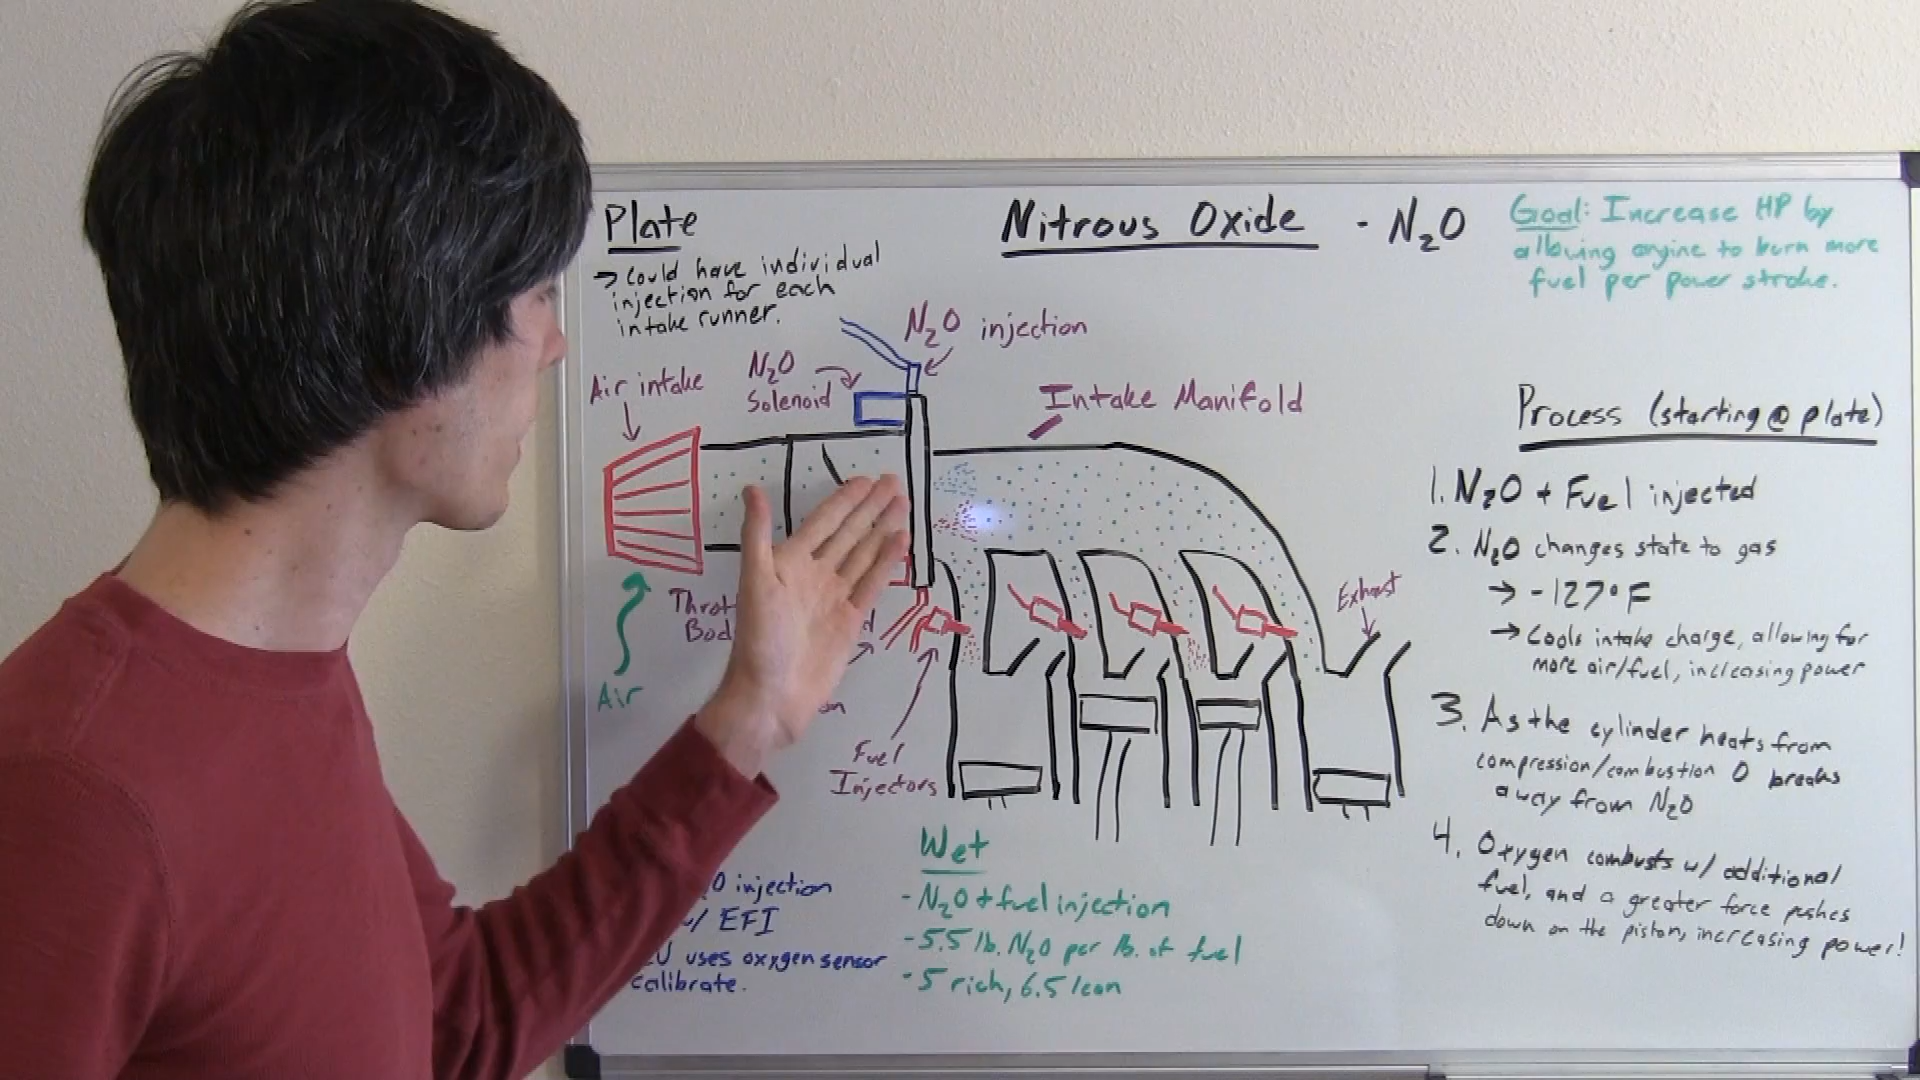 Plate
→ Could have individual
injection for each
intake runner.
Nitrous Oxide - N₂O
Goal: Increase HP by
allowing engine to burn more
fuel per power stroke.
N₂O injection
N₂O
Solenoid
Air intake
Intake Manifold
Exhaust
Air
Fuel
Injectors
Process (starting @ plate)
1. N₂O + Fuel injected
2. N₂O changes state to gas
→ -127°F
→ Cools intake charge, allowing for
more air/fuel, increasing power
3. As the cylinder heats from
compression/combustion O breaks
away from N₂O
4. Oxygen combusts w/ additional
fuel, and a greater force pushes
down on the piston, increasing power!
injection
w/ EFI
uses oxygen sensor
calibrate.
Wet
- N₂O + fuel injection
- 5.5 lb. N₂O per lb. of fuel
- 5 rich, 6.5 lean